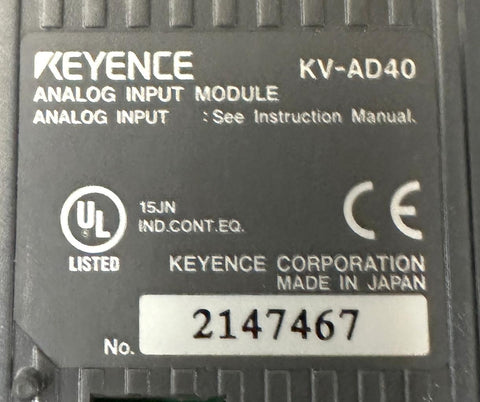 KEYENCE KV-AD40
ANALOG INPUT MODULE
ANALOG INPUT : See Instruction Manual.
UL 15JN CE
IND.CONT.EQ.
LISTED KEYENCE CORPORATION
MADE IN JAPAN
No. 2147467